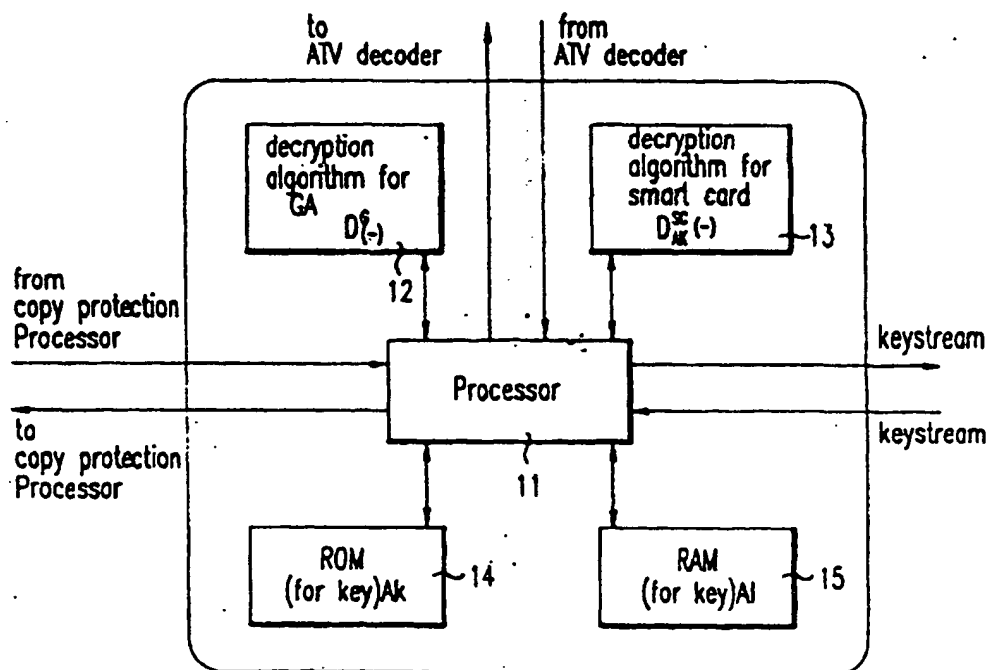 to
ATV decoder
from
ATV decoder
decryption
algorithm for
GA
D^G_(-)
12
decryption
algorithm for
smart card
D^SC_AK(-)
13
from
copy protection
Processor
keystream
Processor
11
to
copy protection
Processor
keystream
ROM
(for key)Ak
14
RAM
(for key)Al
15